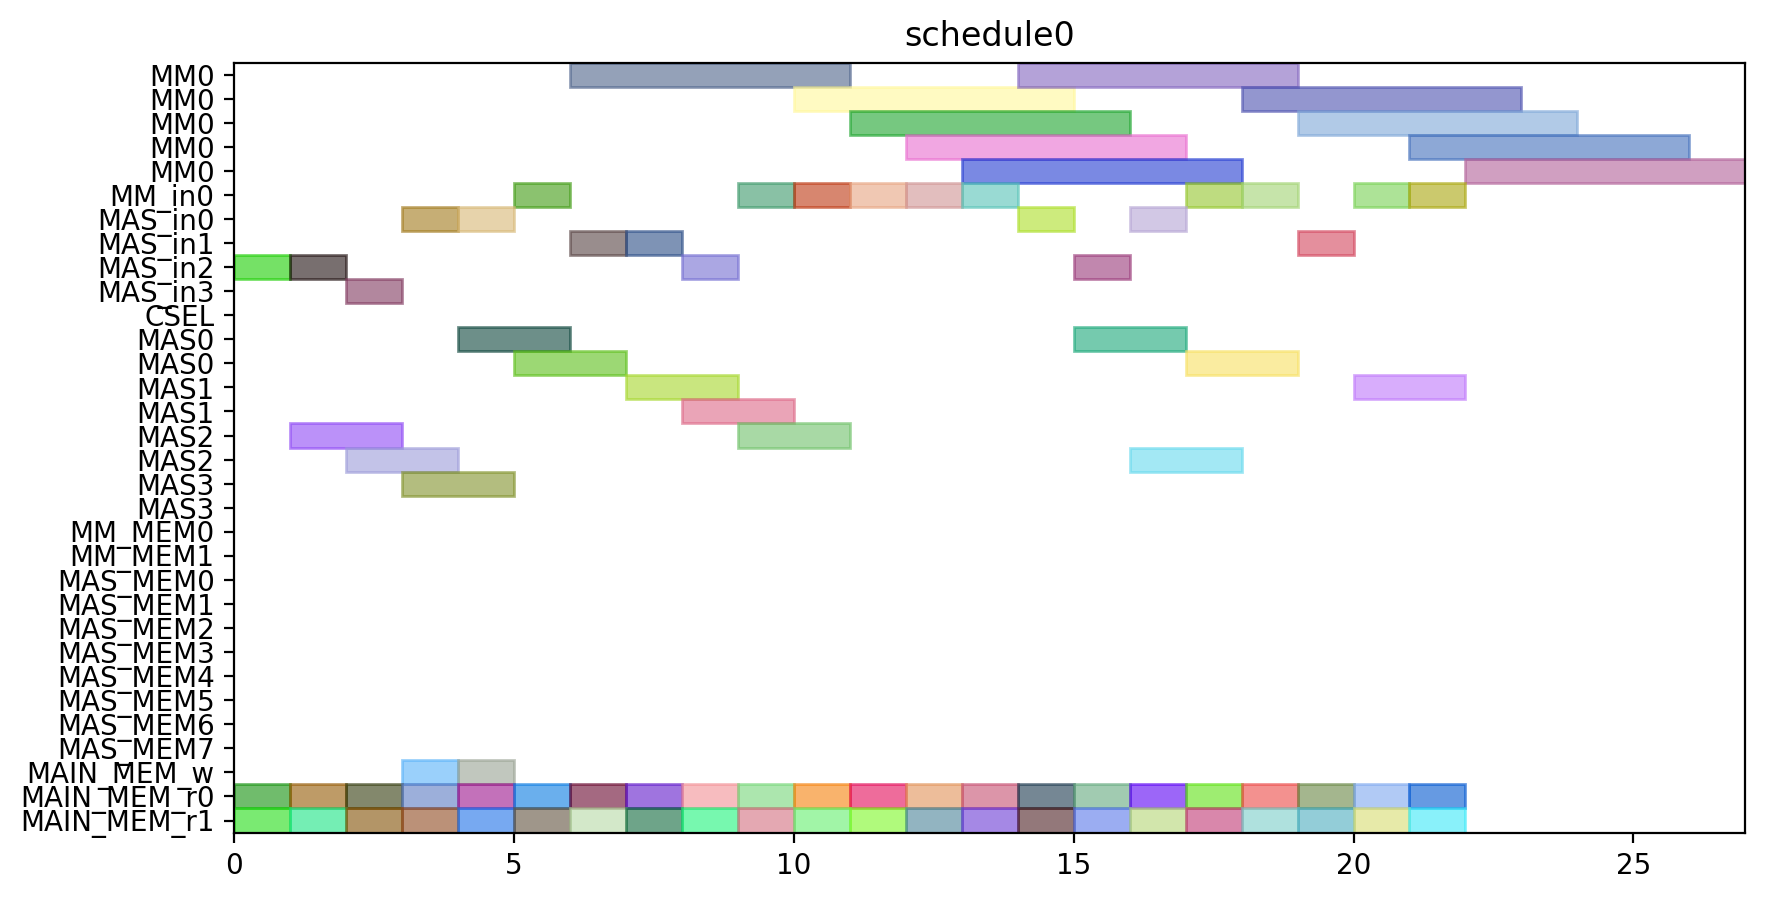 schedule0
MM0
MM0
MM0
MM0
MM0
MM_in0
MAS_in0
MAS_in1
MAS_in2
MAS_in3
CSEL
MAS0
MAS0
MAS1
MAS1
MAS2
MAS2
MAS3
MAS3
MM_MEM0
MM_MEM1
MAS_MEM0
MAS_MEM1
MAS_MEM2
MAS_MEM3
MAS_MEM4
MAS_MEM5
MAS_MEM6
MAS_MEM7
MAIN_MEM_w
MAIN_MEM_r0
MAIN_MEM_r1
0 5 10 15 20 25